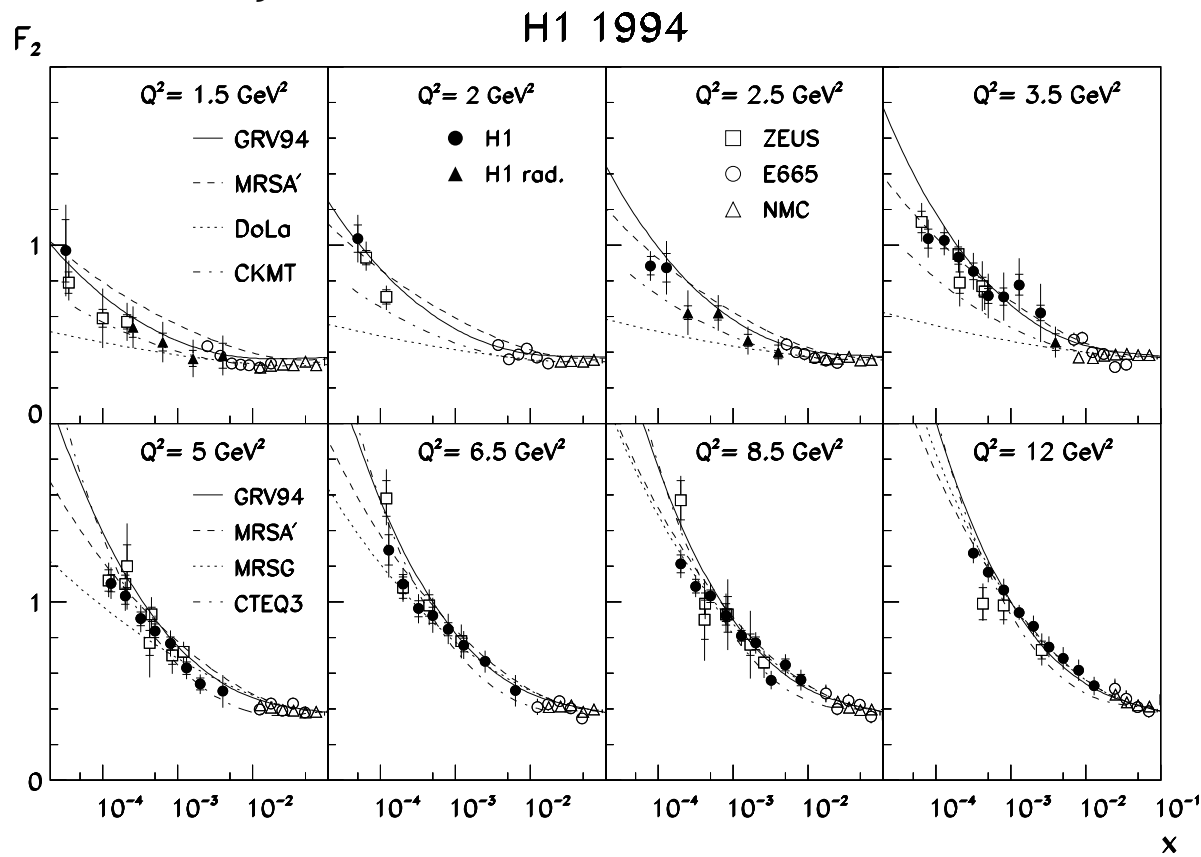 H1 1994
F₂
Q²= 1.5 GeV²
GRV94
MRSA′
DoLa
CKMT
Q²= 2 GeV²
H1
H1 rad.
Q²= 2.5 GeV²
ZEUS
E665
NMC
Q²= 3.5 GeV²
1
0
Q²= 5 GeV²
GRV94
MRSA′
MRSG
CTEQ3
Q²= 6.5 GeV²
Q²= 8.5 GeV²
Q²= 12 GeV²
1
0
10⁻⁴ 10⁻³ 10⁻² 10⁻⁴ 10⁻³ 10⁻² 10⁻⁴ 10⁻³ 10⁻² 10⁻⁴ 10⁻³ 10⁻² 10⁻¹
x